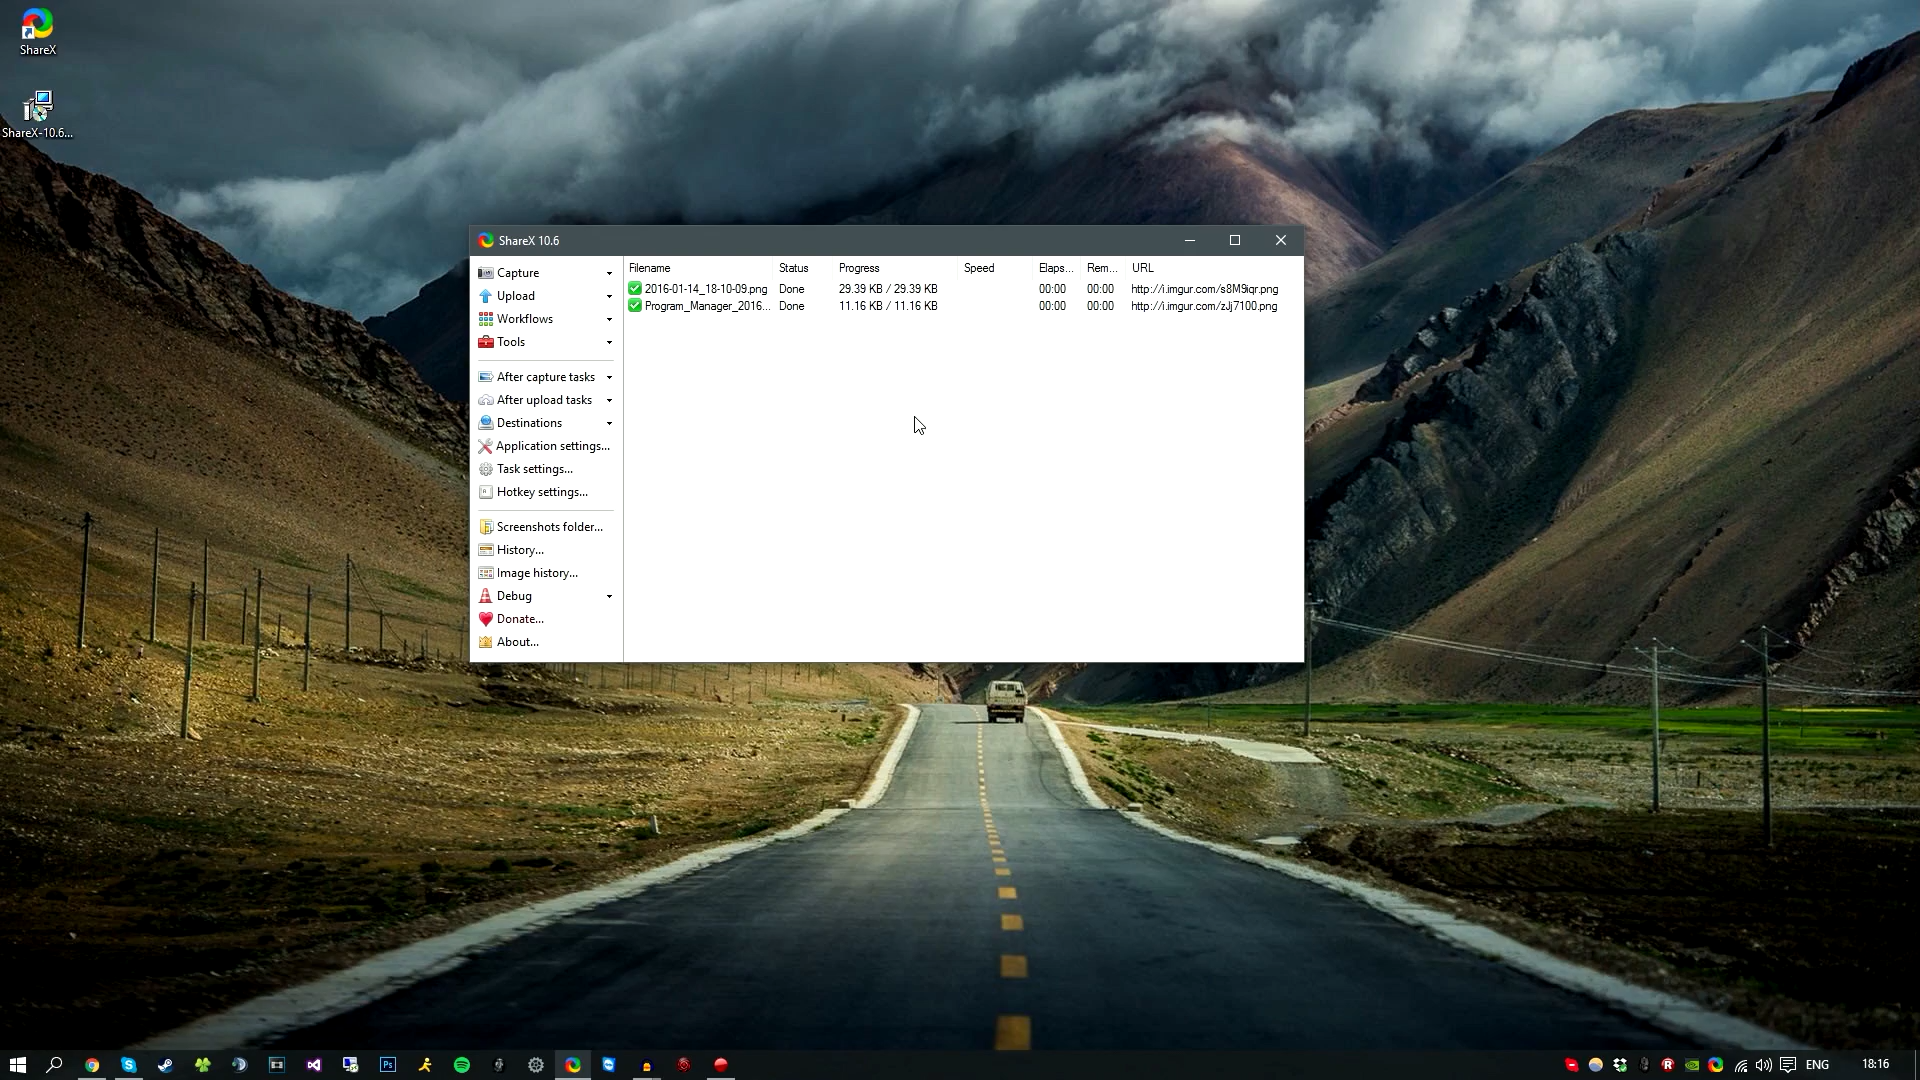 ShareX
ShareX-10.6...
ShareX 10.6
Capture
Upload
Workflows
Tools
After capture tasks
After upload tasks
Destinations
Application settings...
Task settings...
Hotkey settings...
Screenshots folder...
History...
Image history...
Debug
Donate...
About...
Filename Status Progress Speed Elaps... Rem... URL
2016-01-14_18-10-09.png Done 29.39 KB / 29.39 KB 00:00 00:00 http://i.imgur.com/s8M9iqr.png
Program_Manager_2016... Done 11.16 KB / 11.16 KB 00:00 00:00 http://i.imgur.com/zJj7100.png
Ps
ENG
18:16